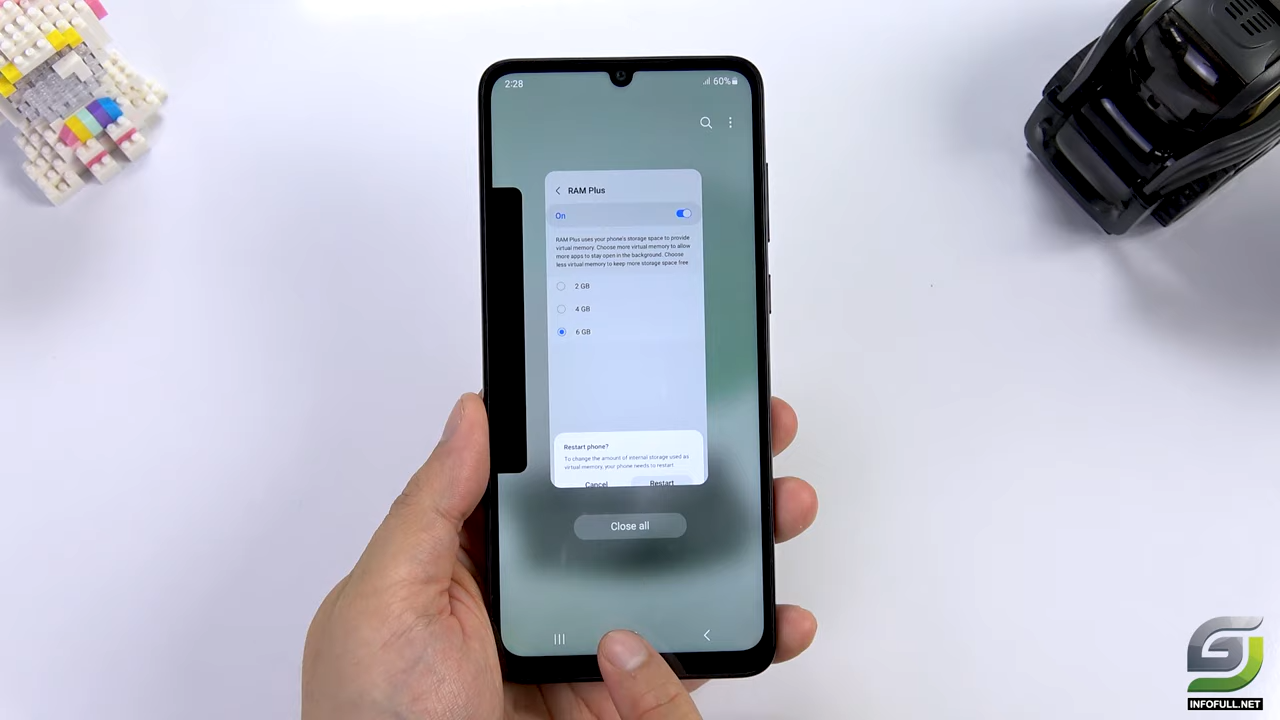 2:28
60%
RAM Plus
On
RAM Plus uses your phone's storage space to provide
virtual memory. Choose more virtual memory to allow
more apps to stay open in the background. Choose
less virtual memory to keep more storage space free
2 GB
4 GB
6 GB
Restart phone?
To change the amount of internal storage used as
virtual memory, your phone needs to restart
Cancel
Restart
Close all
INFOFULL.NET